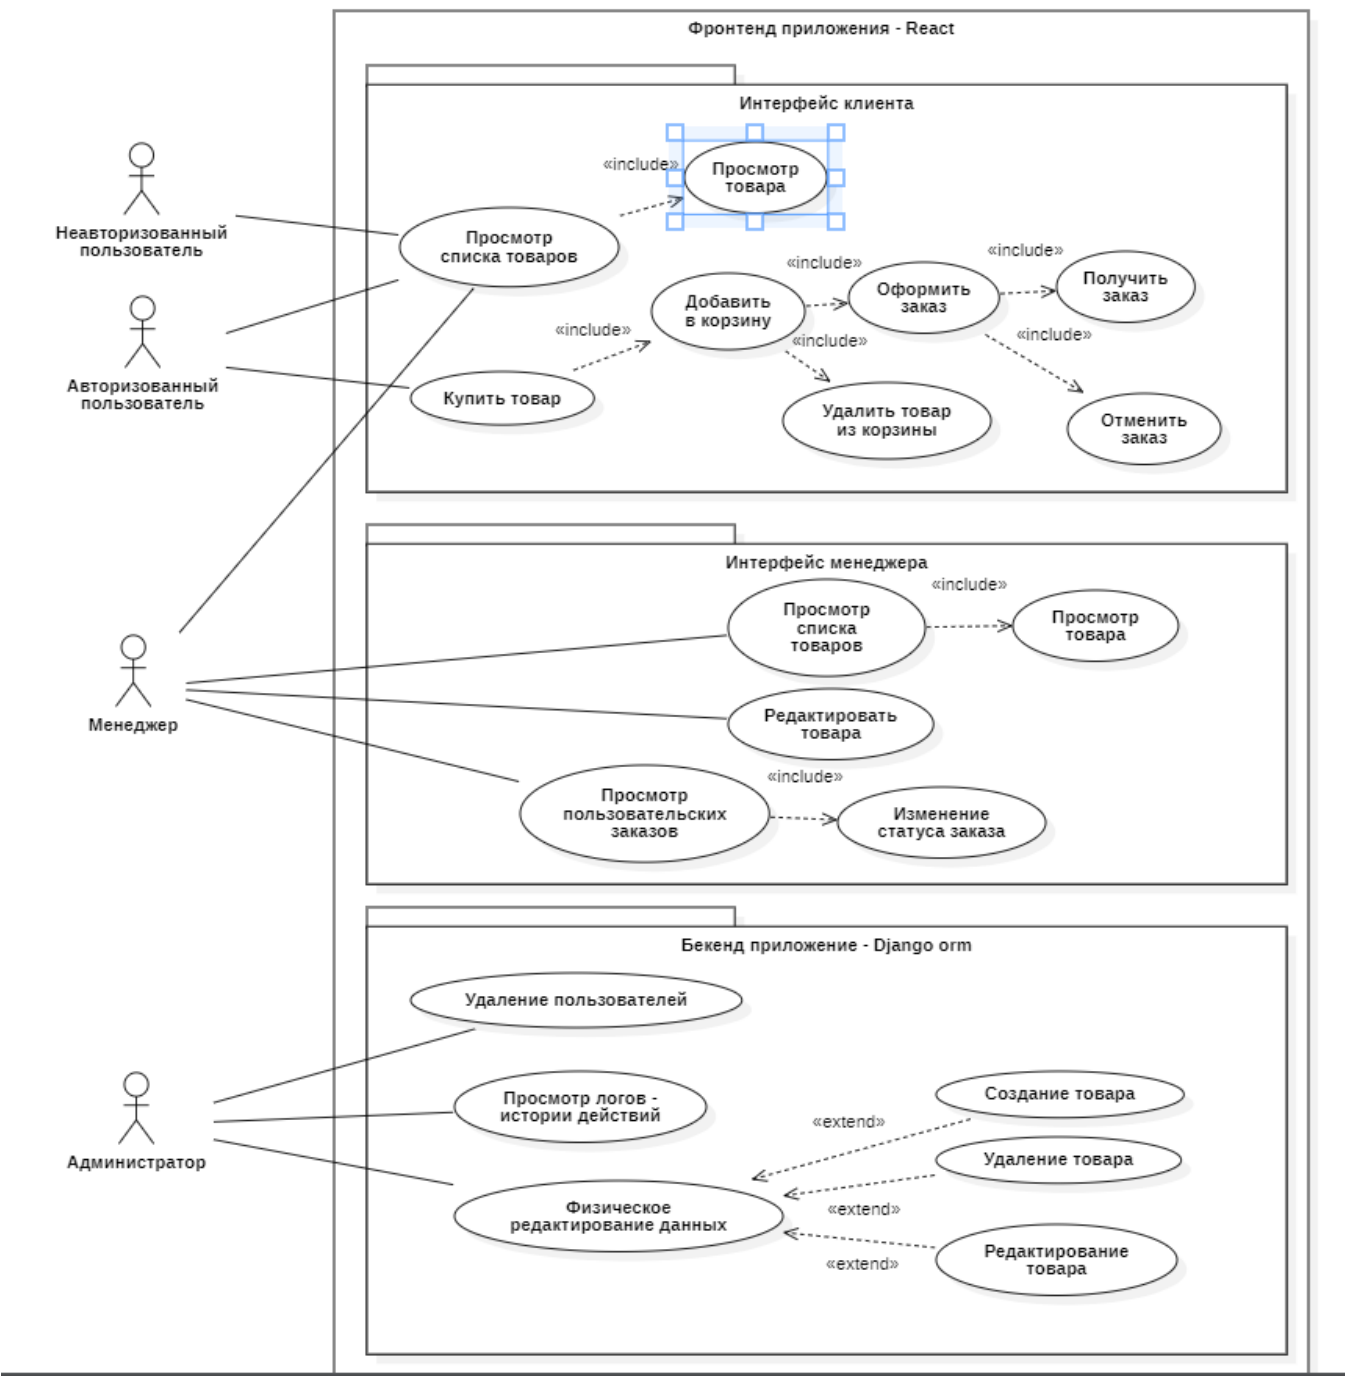 Фронтенд приложения - React
Интерфейс клиента
Неавторизованный
пользователь
Авторизованный
пользователь
Просмотр
списка товаров
«include»
Просмотр
товара
Купить товар
«include»
Добавить
в корзину
«include»
Оформить
заказ
«include»
Получить
заказ
«include»
Удалить товар
из корзины
«include»
Отменить
заказ
Интерфейс менеджера
Менеджер
Просмотр
списка
товаров
«include»
Просмотр
товара
Редактировать
товара
Просмотр
пользовательских
заказов
«include»
Изменение
статуса заказа
Бекенд приложение - Django orm
Администратор
Удаление пользователей
Просмотр логов -
истории действий
Физическое
редактирование данных
«extend»
Создание товара
«extend»
Удаление товара
«extend»
Редактирование
товара